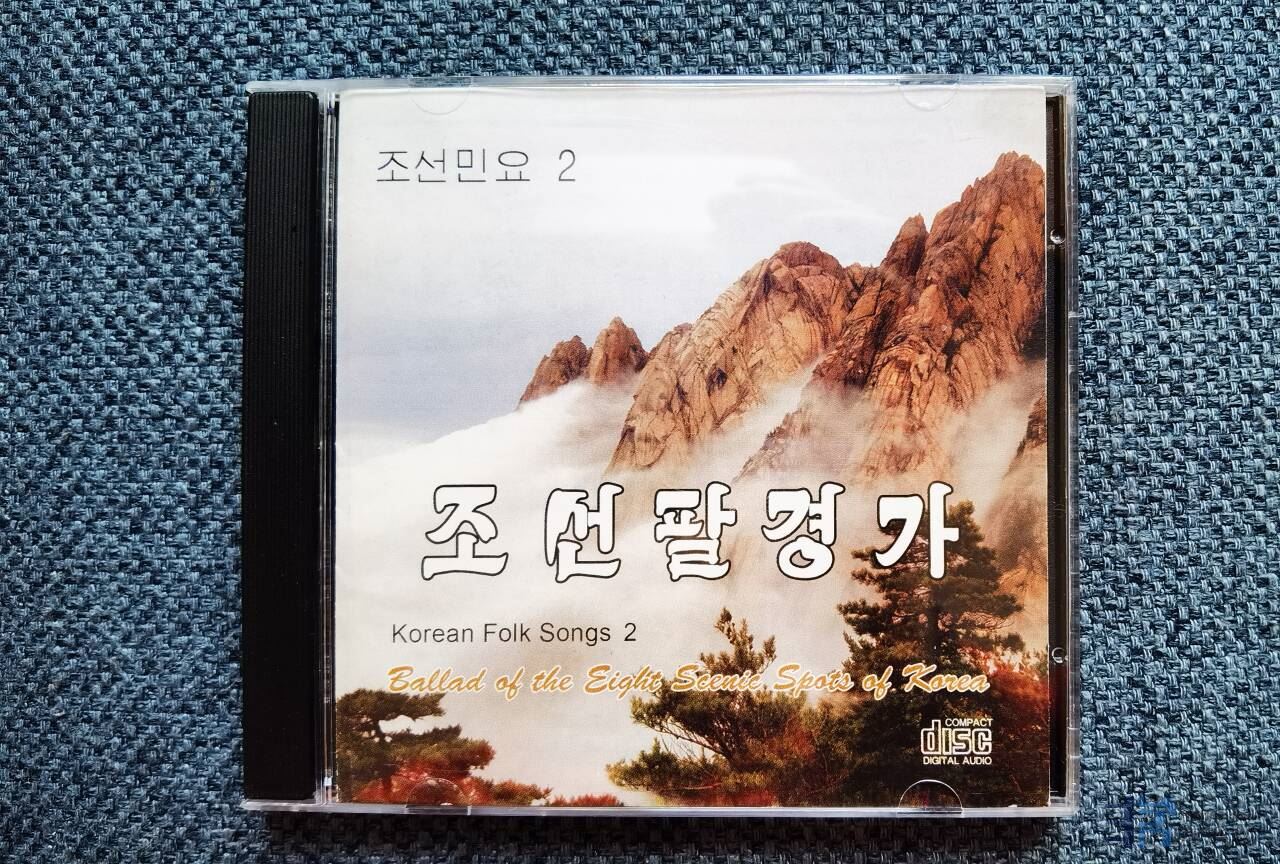 조선민요 2
조선팔경가
Korean Folk Songs 2
Ballad of the Eight Scenic Spots of Korea
COMPACT
disc
DIGITAL AUDIO